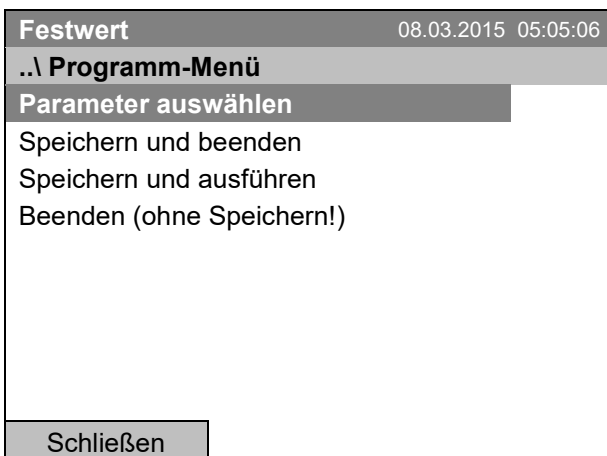 Festwert 08.03.2015 05:05:06
..\ Programm-Menü
Parameter auswählen
Speichern und beenden
Speichern und ausführen
Beenden (ohne Speichern!)
Schließen